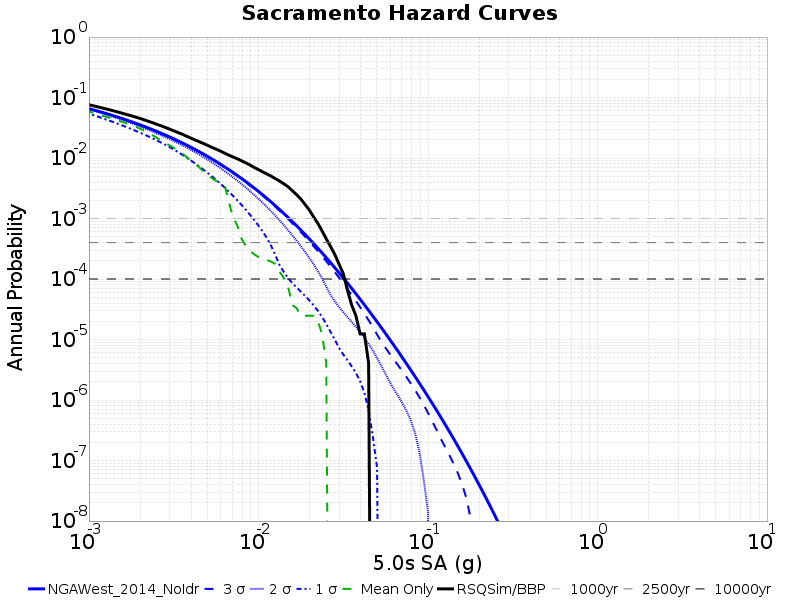 Sacramento Hazard Curves
Annual Probability
10^0
10^-1
10^-2
10^-3
10^-4
10^-5
10^-6
10^-7
10^-8
10^-3 10^-2 10^-1 10^0 10^1
5.0s SA (g)
NGAWest_2014_NoIdr 3 σ 2 σ 1 σ Mean Only RSQSim/BBP 1000yr 2500yr 10000yr